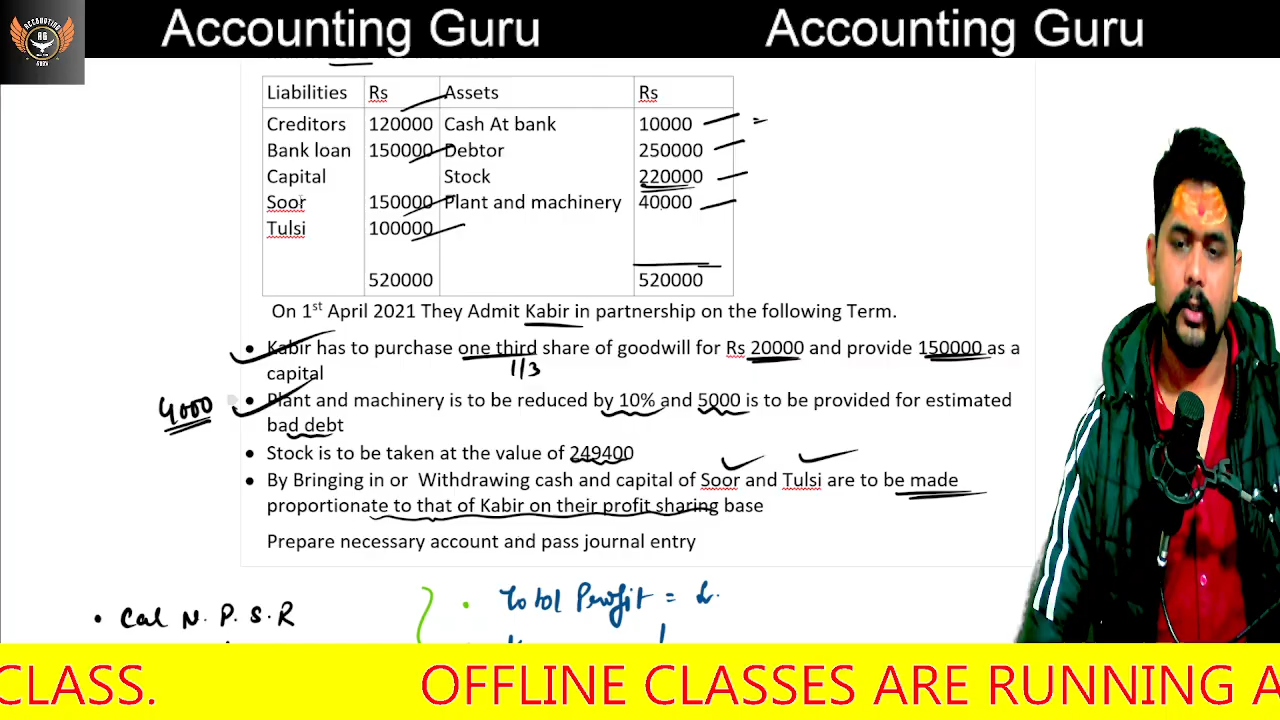 Accounting Guru Accounting Guru
ACCOUNTING
AG
GURU
Liabilities Rs Assets Rs
Creditors 120000 Cash At bank 10000 =
Bank loan 150000 Debtor 250000
Capital Stock 220000
Soor 150000 Plant and machinery 40000
Tulsi 100000
520000 520000
On 1st April 2021 They Admit Kabir in partnership on the following Term.
• Kabir has to purchase one third share of goodwill for Rs 20000 and provide 150000 as a
capital 1/3
4000 • Plant and machinery is to be reduced by 10% and 5000 is to be provided for estimated
bad debt
• Stock is to be taken at the value of 249400
• By Bringing in or Withdrawing cash and capital of Soor and Tulsi are to be made
proportionate to that of Kabir on their profit sharing base
Prepare necessary account and pass journal entry
• Cal N. P. S. R • Total Profit =
CLASS. OFFLINE CLASSES ARE RUNNING A